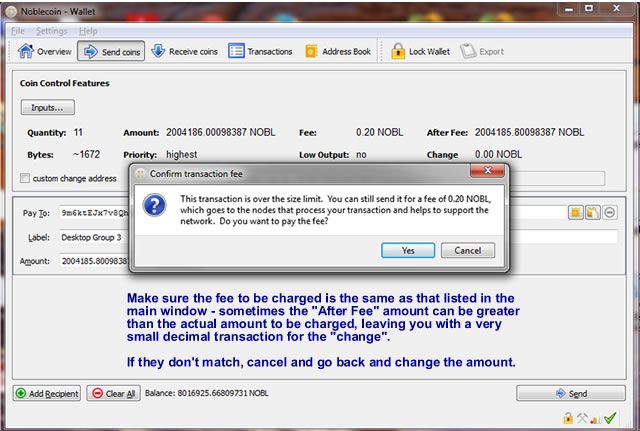 Noblecoin - Wallet
File Settings Help
Overview Send coins Receive coins Transactions Address Book Lock Wallet Export
Coin Control Features
Inputs...
Quantity: 11 Amount: 2004186.00098387 NOBL Fee: 0.20 NOBL After Fee: 2004185.80098387 NOBL
Bytes: ~1672 Priority: highest Low Output: no Change 0.00 NOBL
custom change address
Confirm transaction fee
This transaction is over the size limit. You can still send it for a fee of 0.20 NOBL,
which goes to the nodes that process your transaction and helps to support the
network. Do you want to pay the fee?
Yes Cancel
Pay To: 9m6ktEJx7v8Qh
Label: Desktop Group 3
Amount: 2004185.8009838
Make sure the fee to be charged is the same as that listed in the
main window - sometimes the "After Fee" amount can be greater
than the actual amount to be charged, leaving you with a very
small decimal transaction for the "change".
If they don't match, cancel and go back and change the amount.
Add Recipient Clear All Balance: 8016925.66809731 NOBL Send